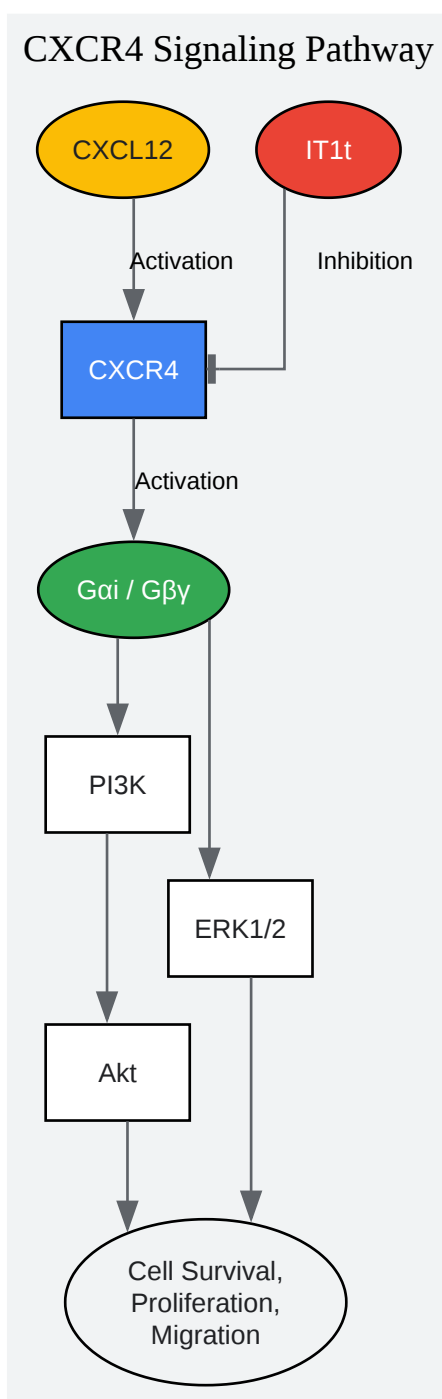 CXCR4 Signaling Pathway
CXCL12
IT1t
Activation
Inhibition
CXCR4
Activation
Gαi / Gβγ
PI3K
ERK1/2
Akt
Cell Survival,
Proliferation,
Migration